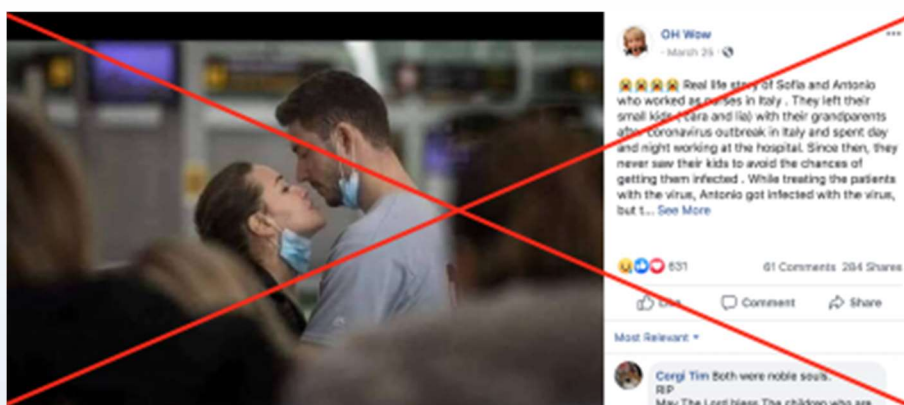 OH Wow
March 25 ·
Real life story of Sofia and Antonio
who worked as nurses in Italy . They left their
small kids ( Lara and lia) with their grandparents
after coronavirus outbreak in Italy and spent day
and night working at the hospital. Since then, they
never saw their kids to avoid the chances of
getting them infected . While treating the patients
with the virus, Antonio got infected with the virus,
but t... See More
631
61 Comments 284 Shares
Like
Comment
Share
Most Relevant
Corgi Tim Both were noble souls.
RIP
May The Lord bless The children who are